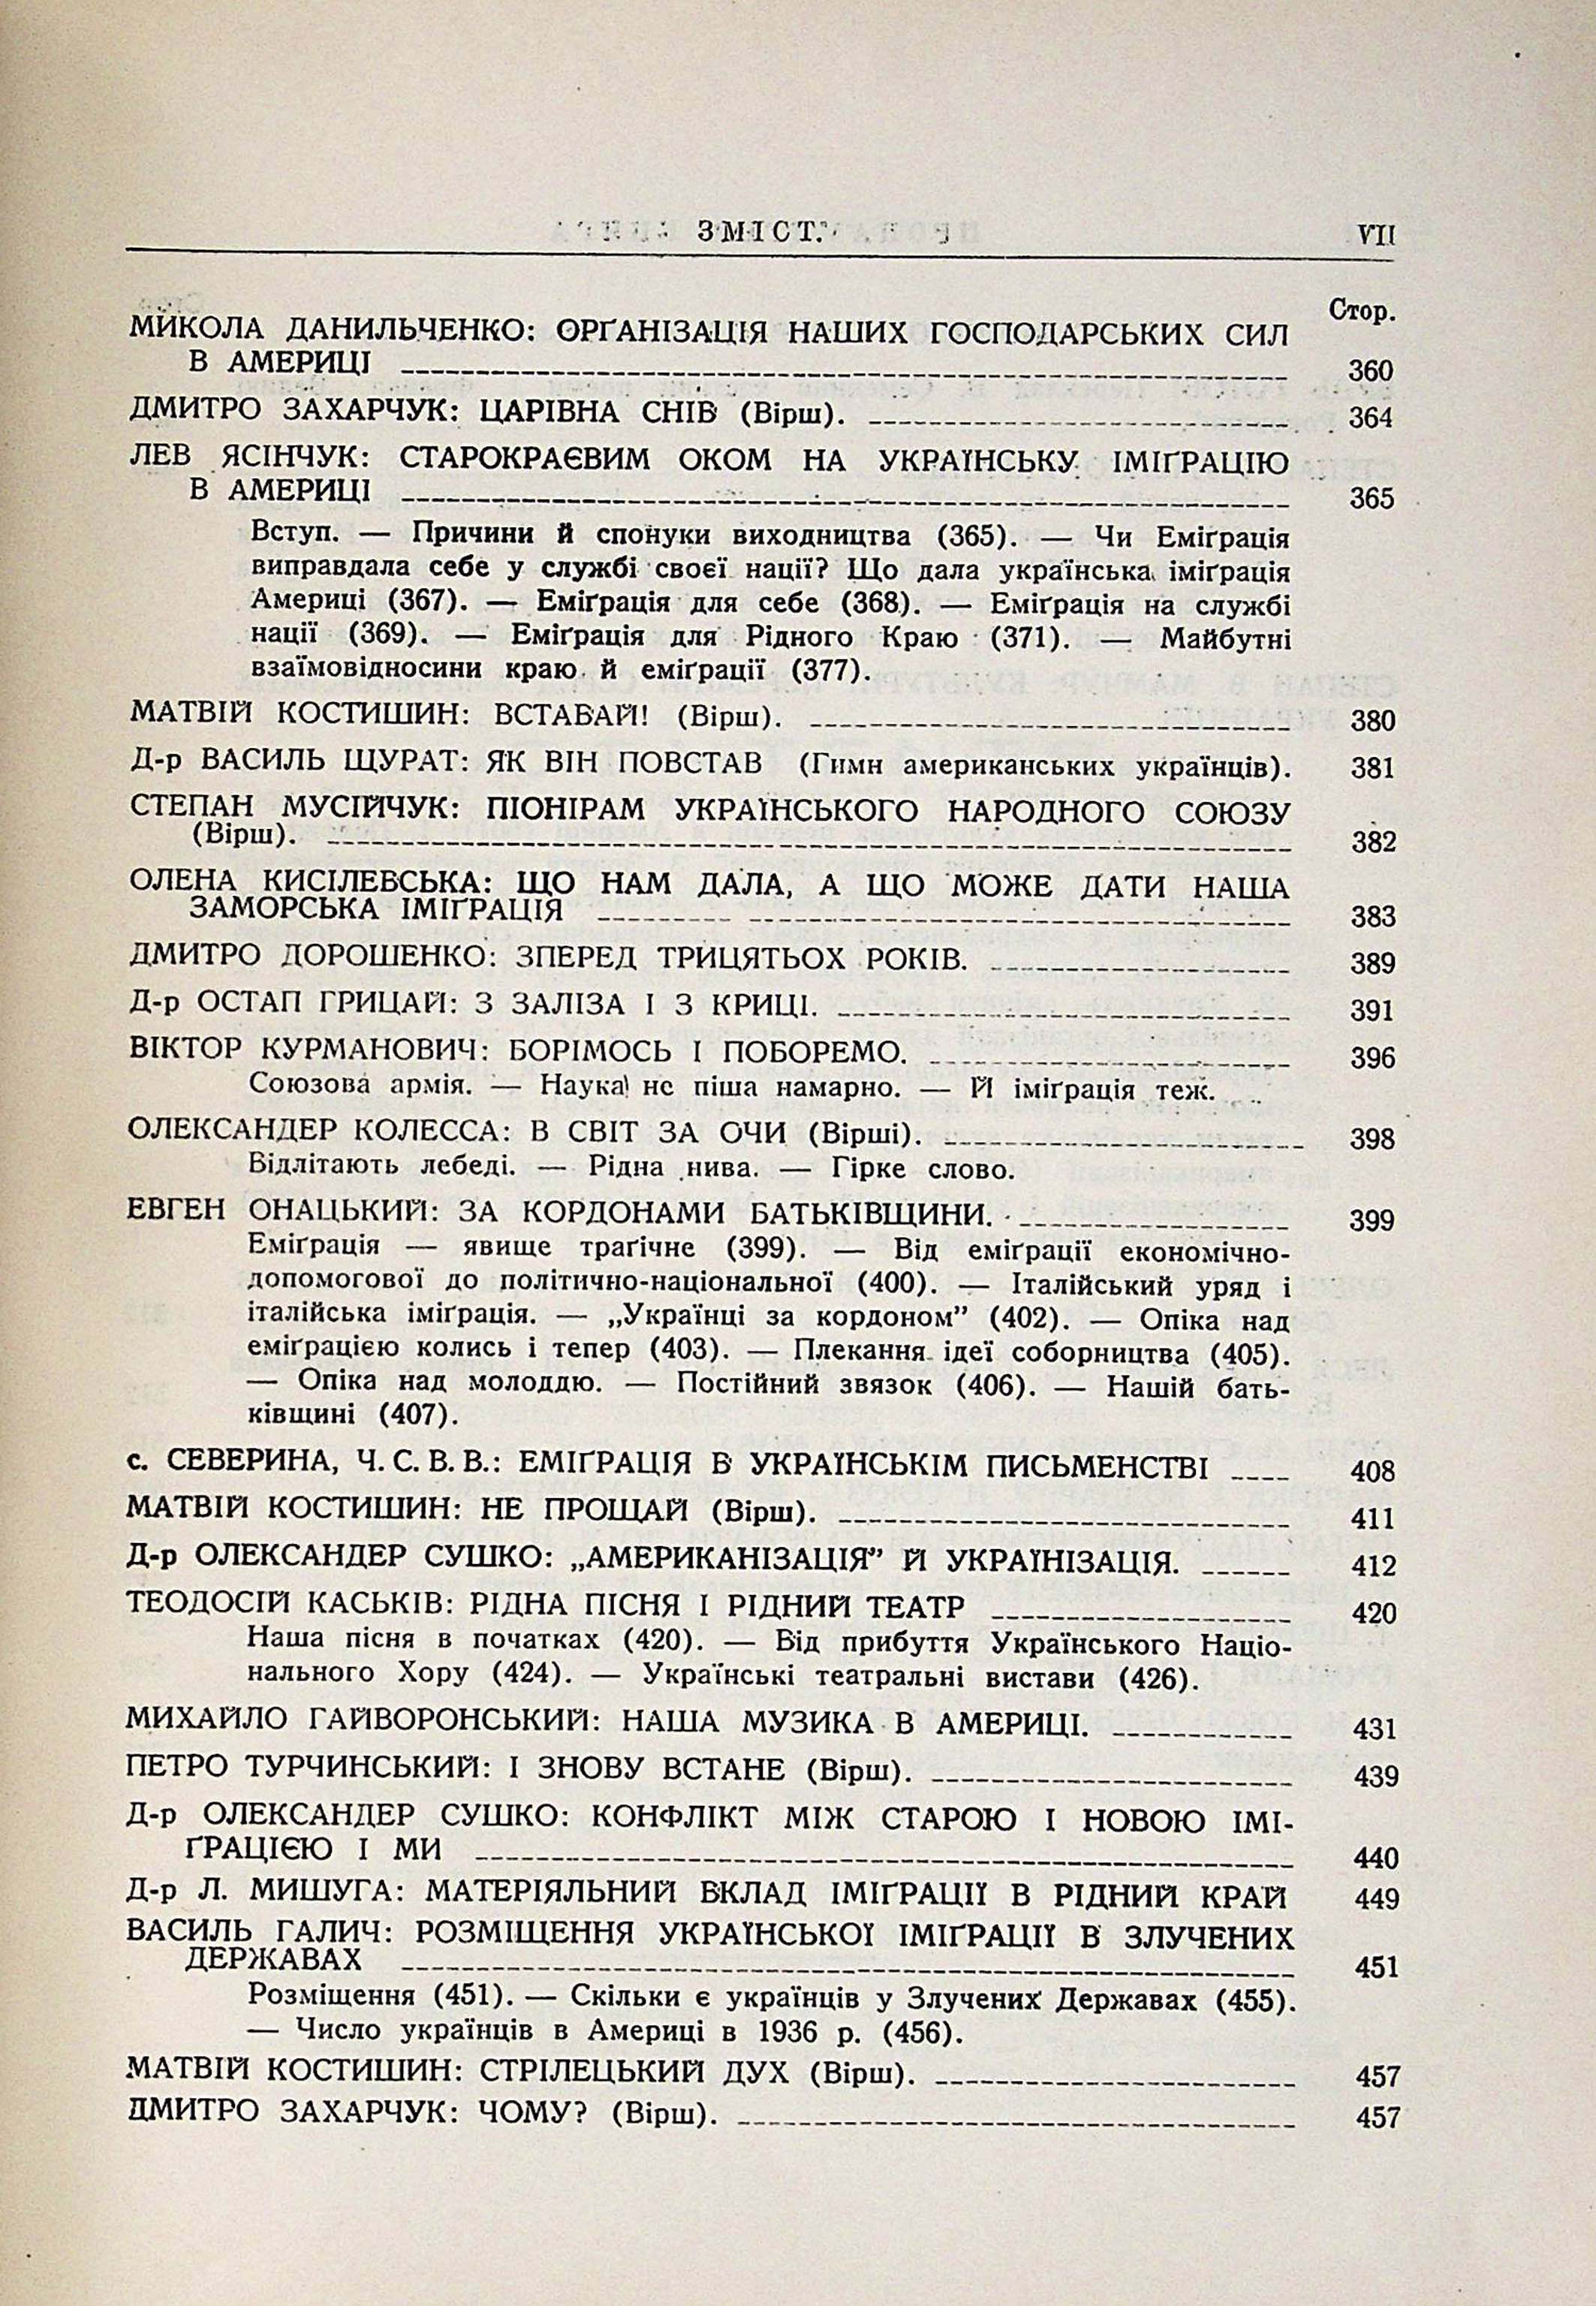 ЗМІСТ. VII
Стор.
МИКОЛА ДАНИЛЬЧЕНКО: ОРҐАНІЗАЦІЯ НАШИХ ГОСПОДАРСЬКИХ СИЛ
В АМЕРИЦІ 360
ДМИТРО ЗАХАРЧУК: ЦАРІВНА СНІВ (Вірш). 364
ЛЕВ ЯСІНЧУК: СТАРОКРАЄВИМ ОКОМ НА УКРАЇНСЬКУ ІМІҐРАЦІЮ
В АМЕРИЦІ 365
Вступ. — Причини й спонуки виходництва (365). — Чи Еміґрація
виправдала себе у службі своєї нації? Що дала українська іміґрація
Америці (367). — Еміґрація для себе (368). — Еміґрація на службі
нації (369). — Еміґрація для Рідного Краю (371). — Майбутні
взаїмовідносини краю й еміґрації (377).
МАТВІЙ КОСТИШИН: ВСТАВАЙ! (Вірш). 380
Д-р ВАСИЛЬ ЩУРАТ: ЯК ВІН ПОВСТАВ (Гимн американських українців). 381
СТЕПАН МУСІЙЧУК: ПІОНІРАМ УКРАЇНСЬКОГО НАРОДНОГО СОЮЗУ
(Вірш). 382
ОЛЕНА КИСІЛЕВСЬКА: ЩО НАМ ДАЛА, А ЩО МОЖЕ ДАТИ НАША
ЗАМОРСЬКА ІМІҐРАЦІЯ 383
ДМИТРО ДОРОШЕНКО: ЗПЕРЕД ТРИЦЯТЬОХ РОКІВ. 389
Д-р ОСТАП ГРИЦАЙ: З ЗАЛІЗА І З КРИЦІ. 391
ВІКТОР КУРМАНОВИЧ: БОРІМОСЬ І ПОБОРЕМО. 396
Союзова армія. — Наука не піша намарно. — Й іміґрація теж.
ОЛЕКСАНДЕР КОЛЕССА: В СВІТ ЗА ОЧИ (Вірші). 398
Відлітають лебеді. — Рідна нива. — Гірке слово.
ЕВГЕН ОНАЦЬКИЙ: ЗА КОРДОНАМИ БАТЬКІВЩИНИ. 399
Еміґрація — явище траґічне (399). — Від еміґрації економічно-
допомогової до політично-національної (400). — Італійський уряд і
італійська іміґрація. — „Українці за кордоном” (402). — Опіка над
еміґрацією колись і тепер (403). — Плекання ідеї соборництва (405).
— Опіка над молоддю. — Постійний звязок (406). — Нашій бать-
ківщині (407).
с. СЕВЕРИНА, Ч. С. В. В.: ЕМІҐРАЦІЯ В УКРАЇНСЬКІМ ПИСЬМЕНСТВІ 408
МАТВІЙ КОСТИШИН: НЕ ПРОЩАЙ (Вірш). 411
Д-р ОЛЕКСАНДЕР СУШКО: „АМЕРИКАНІЗАЦІЯ” Й УКРАЇНІЗАЦІЯ. 412
ТЕОДОСІЙ КАСЬКІВ: РІДНА ПІСНЯ І РІДНИЙ ТЕАТР 420
Наша пісня в початках (420). — Від прибуття Українського Націо-
нального Хору (424). — Українські театральні вистави (426).
МИХАЙЛО ГАЙВОРОНСЬКИЙ: НАША МУЗИКА В АМЕРИЦІ. 431
ПЕТРО ТУРЧИНСЬКИЙ: І ЗНОВУ ВСТАНЕ (Вірш). 439
Д-р ОЛЕКСАНДЕР СУШКО: КОНФЛІКТ МІЖ СТАРОЮ І НОВОЮ ІМІ-
ҐРАЦІЄЮ І МИ 440
Д-р Л. МИШУГА: МАТЕРІЯЛЬНИЙ ВКЛАД ІМІҐРАЦІЇ В РІДНИЙ КРАЙ 449
ВАСИЛЬ ГАЛИЧ: РОЗМІЩЕННЯ УКРАЇНСЬКОЇ ІМІҐРАЦІЇ В ЗЛУЧЕНИХ
ДЕРЖАВАХ 451
Розміщення (451). — Скільки є українців у Злучених Державах (455).
— Число українців в Америці в 1936 р. (456).
МАТВІЙ КОСТИШИН: СТРІЛЕЦЬКИЙ ДУХ (Вірш). 457
ДМИТРО ЗАХАРЧУК: ЧОМУ? (Вірш). 457